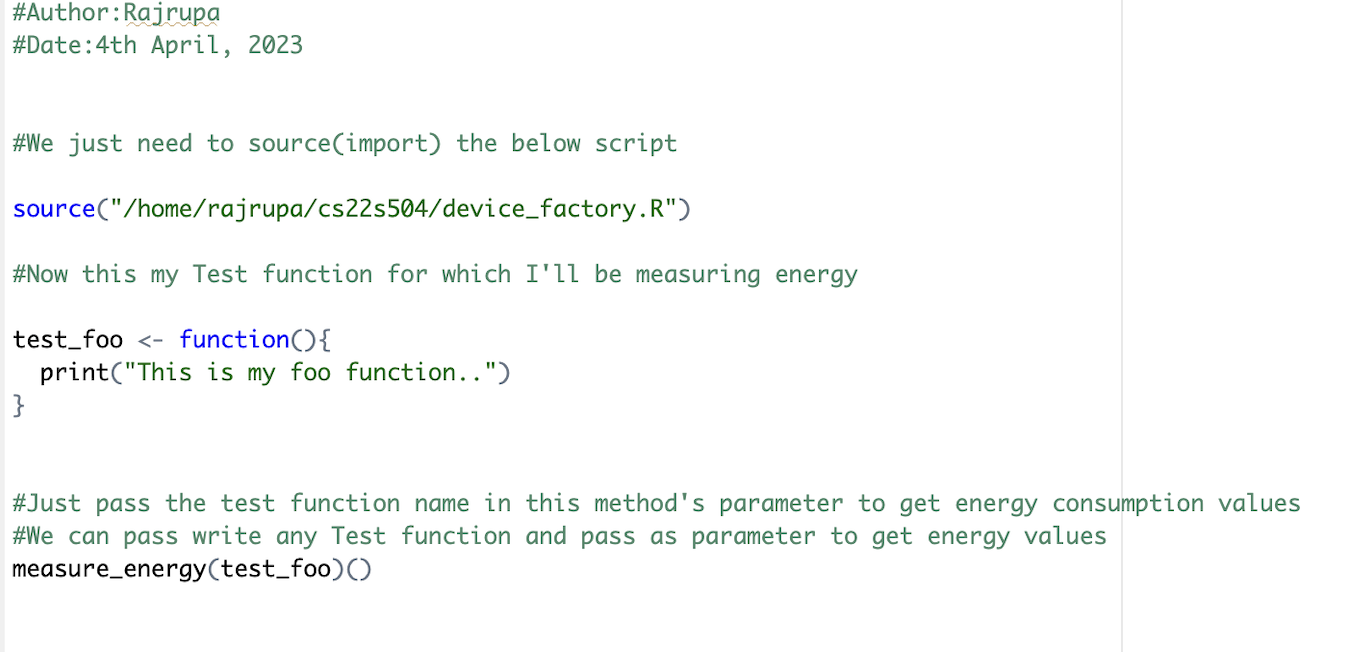 #Author:Rajrupa
#Date:4th April, 2023
#We just need to source(import) the below script
source("/home/rajrupa/cs22s504/device_factory.R")
#Now this my Test function for which I'll be measuring energy
test_foo <- function(){
  print("This is my foo function..")
}
#Just pass the test function name in this method's parameter to get energy consumption values
#We can pass write any Test function and pass as parameter to get energy values
measure_energy(test_foo)()